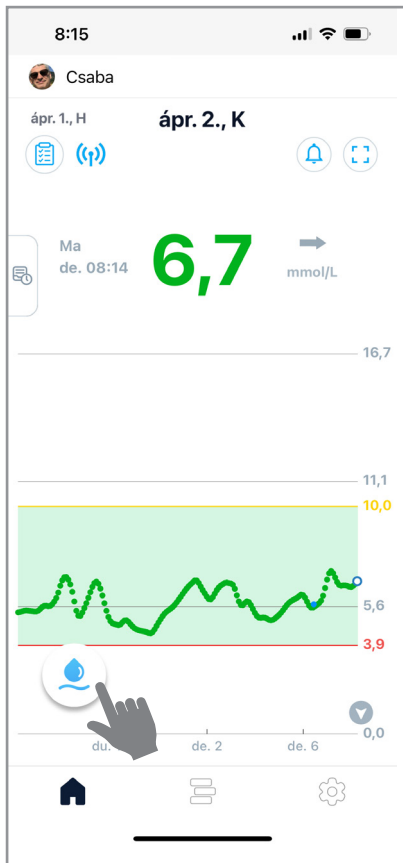 8:15
Csaba
ápr. 1., H
ápr. 2., K
Ma
de. 08:14
6,7
mmol/L
16,7
11,1
10,0
5,6
3,9
0,0
du.
de. 2
de. 6